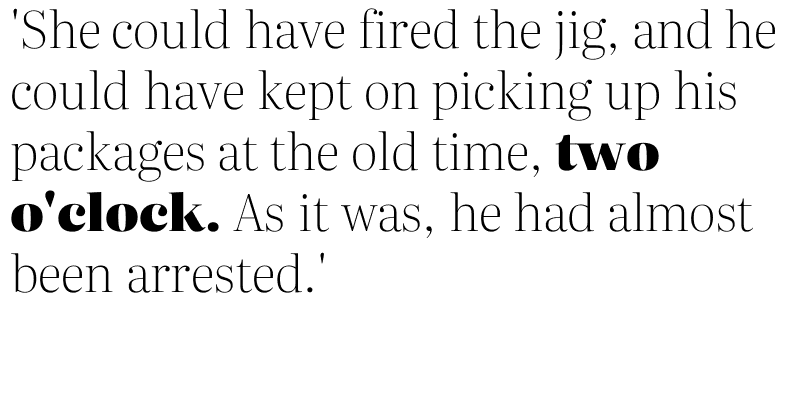 'She could have fired the jig, and he
could have kept on picking up his
packages at the old time, two
o'clock. As it was, he had almost
been arrested.'